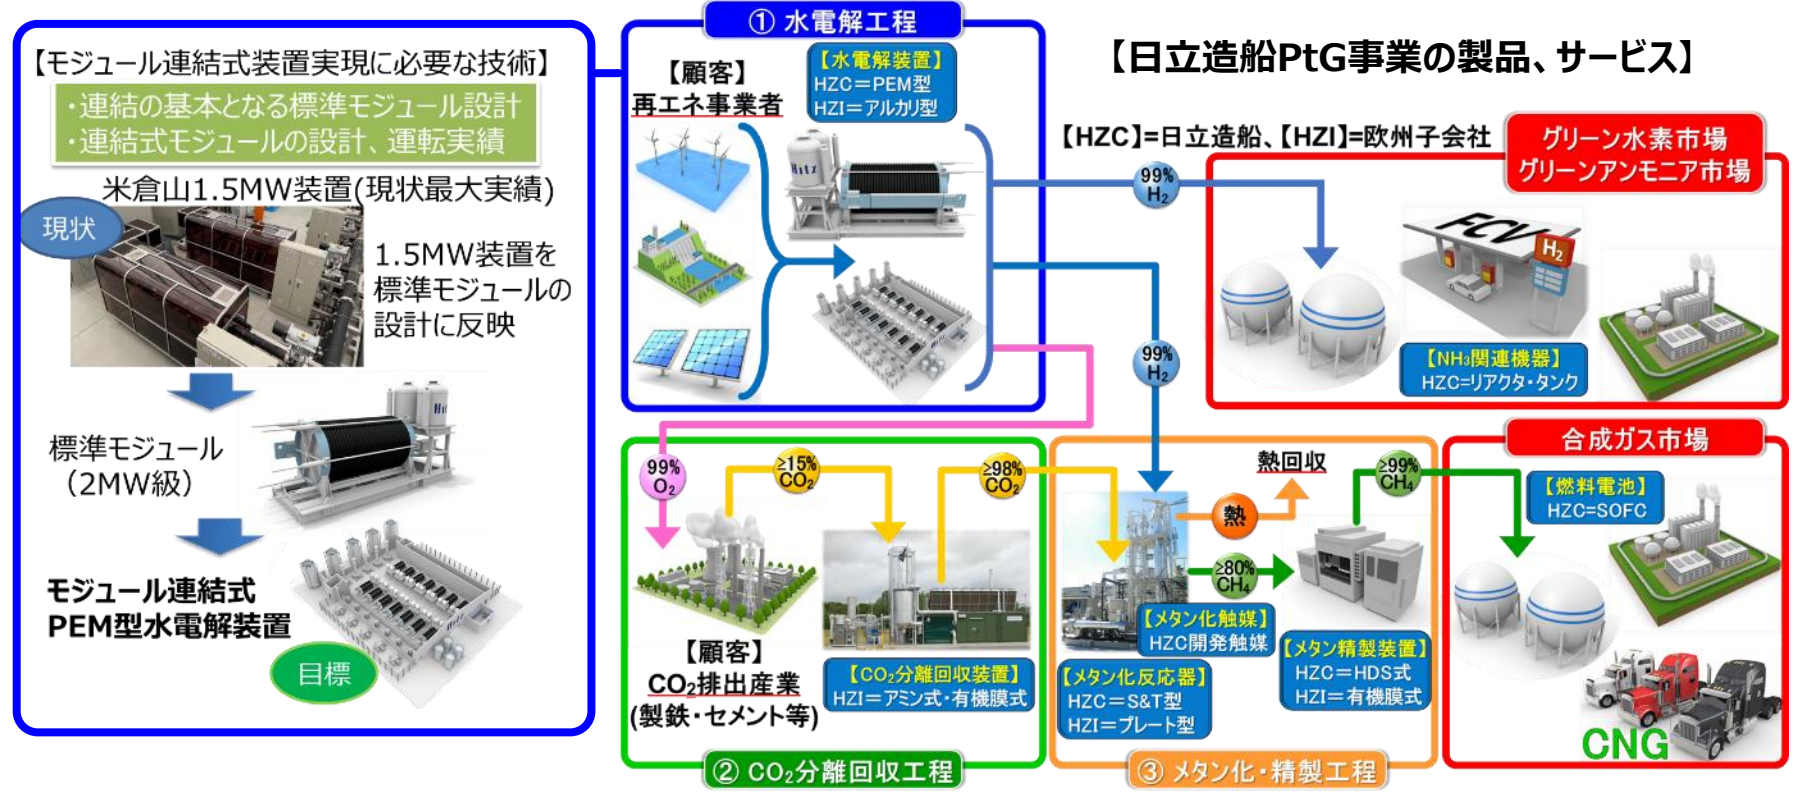 【モジュール連結式装置実現に必要な技術】
・連結の基本となる標準モジュール設計
・連結式モジュールの設計、運転実績
米倉山1.5MW装置(現状最大実績)
現状
1.5MW装置を
標準モジュールの
設計に反映
標準モジュール
（2MW級）
Hitz
モジュール連結式
PEM型水電解装置
目標
① 水電解工程
【顧客】
再エネ事業者
【水電解装置】
HZC＝PEM型
HZI＝アルカリ型
Hitz
【日立造船PtG事業の製品、サービス】
【HZC】=日立造船、【HZI】=欧州子会社
グリーン水素市場
グリーンアンモニア市場
99%
H₂
FCV
H₂
【NH₃関連機器】
HZC=リアクタ・タンク
99%
H₂
99%
O₂
≥15%
CO₂
≥98%
CO₂
【顧客】
CO₂排出産業
(製鉄・セメント等)
【CO₂分離回収装置】
HZI＝アミン式・有機膜式
② CO₂分離回収工程
熱回収
熱
≥80%
CH₄
≥99%
CH₄
【メタン化触媒】
HZC開発触媒
【メタン化反応器】
HZC＝S&T型
HZI＝プレート型
【メタン精製装置】
HZC＝HDS式
HZI＝有機膜式
③ メタン化・精製工程
合成ガス市場
【燃料電池】
HZC=SOFC
CNG